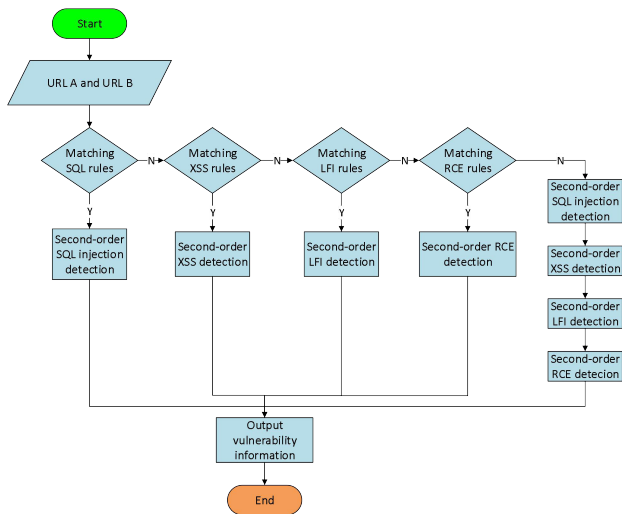 Start
URL A and URL B
Matching
SQL rules
N
Matching
XSS rules
N
Matching
LFI rules
N
Matching
RCE rules
N
Y
Y
Y
Y
Second-order
SQL injection
detection
Second-order
XSS detection
Second-order
LFI detection
Second-order RCE
detection
Second-order
SQL injection
detection
Second-order
XSS detection
Second-order
LFI detection
Second-order
RCE detecion
Output
vulnerability
information
End